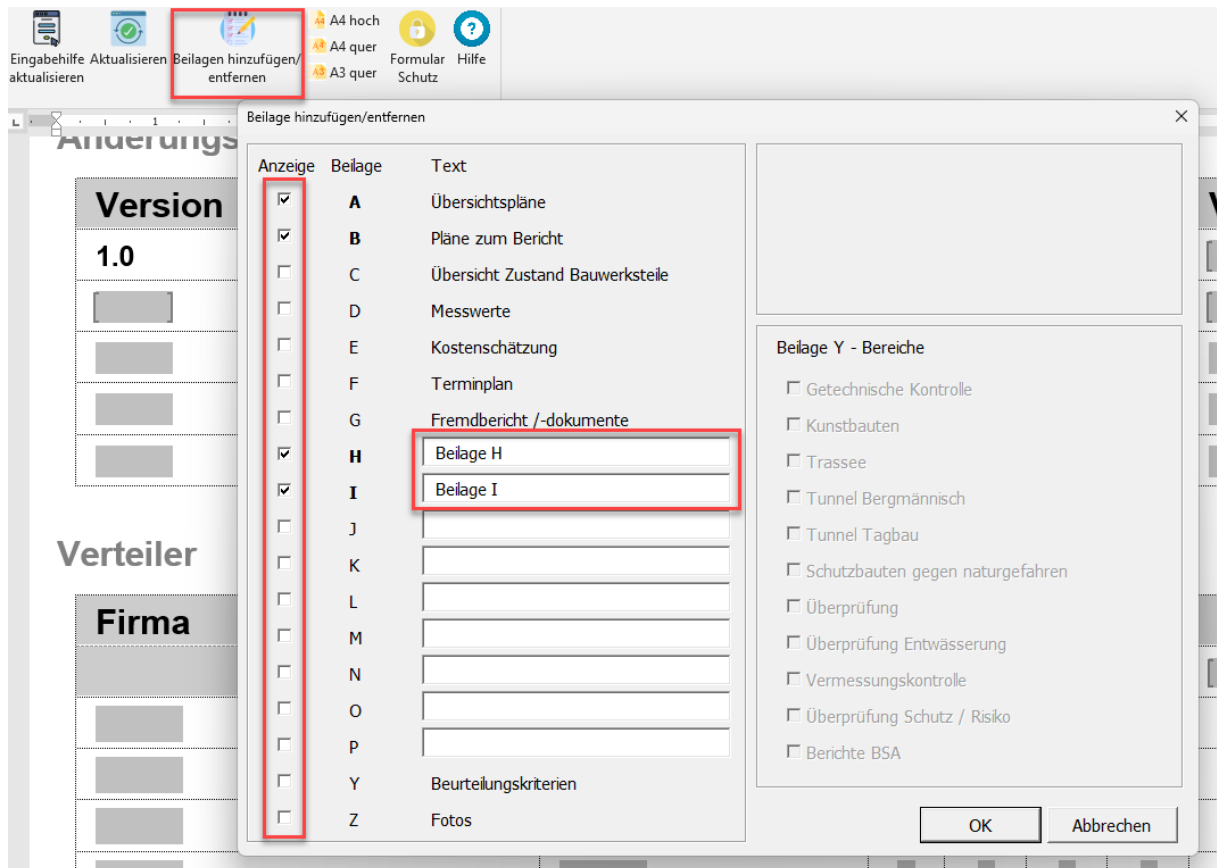 Eingabehilfe
aktualisieren
Aktualisieren
Beilagen hinzufügen/
entfernen
A4 hoch
A4 quer
A3 quer
Formular
Schutz
Hilfe
1
Änderungs
Version
1.0
Verteiler
Firma
Beilage hinzufügen/entfernen
Anzeige Beilage Text
A Übersichtspläne
B Pläne zum Bericht
C Übersicht Zustand Bauwerksteile
D Messwerte
E Kostenschätzung
F Terminplan
G Fremdbericht /-dokumente
H Beilage H
I Beilage I
J
K
L
M
N
O
P
Y Beurteilungskriterien
Z Fotos
Beilage Y - Bereiche
Getechnische Kontrolle
Kunstbauten
Trassee
Tunnel Bergmännisch
Tunnel Tagbau
Schutzbauten gegen naturgefahren
Überprüfung
Überprüfung Entwässerung
Vermessungskontrolle
Überprüfung Schutz / Risiko
Berichte BSA
OK Abbrechen